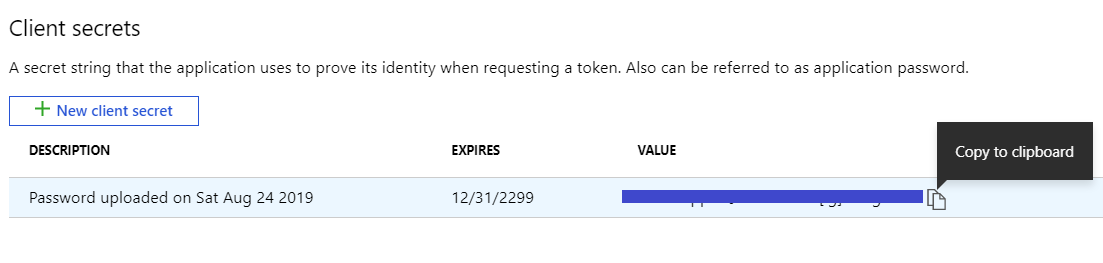 Client secrets
A secret string that the application uses to prove its identity when requesting a token. Also can be referred to as application password.
+ New client secret
DESCRIPTION EXPIRES VALUE
Copy to clipboard
Password uploaded on Sat Aug 24 2019 12/31/2299